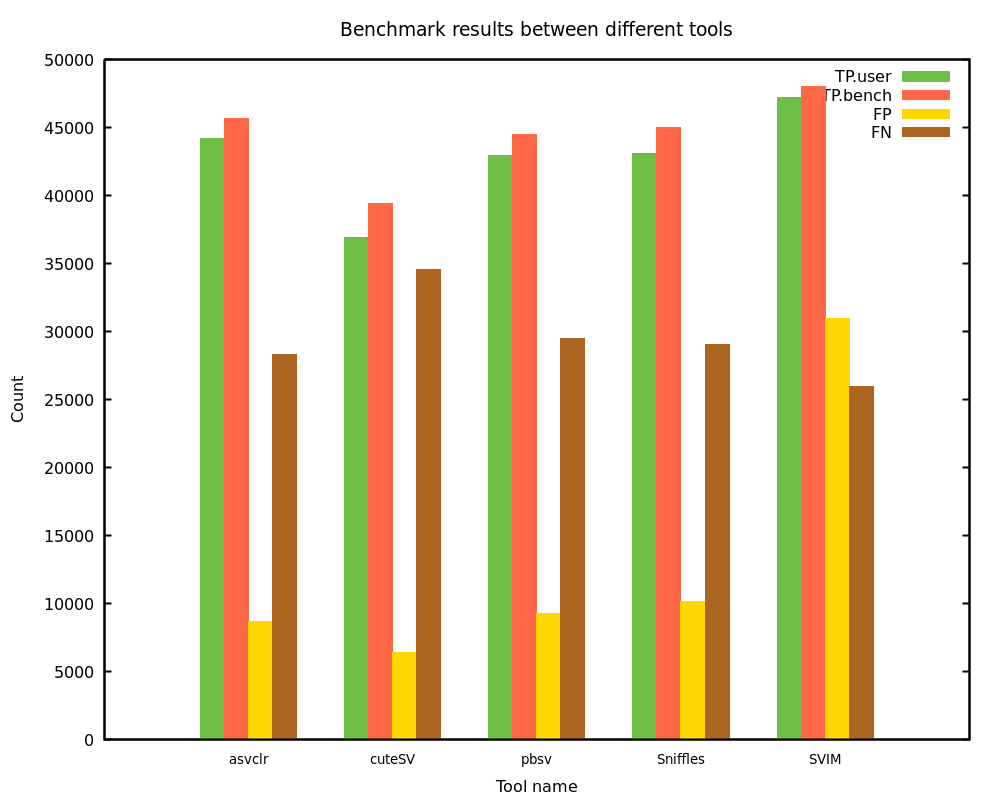 Benchmark results between different tools
50000
45000
40000
35000
30000
25000
20000
15000
10000
5000
0
Count
TP.user
TP.bench
FP
FN
asvclr
cuteSV
pbsv
Sniffles
SVIM
Tool name